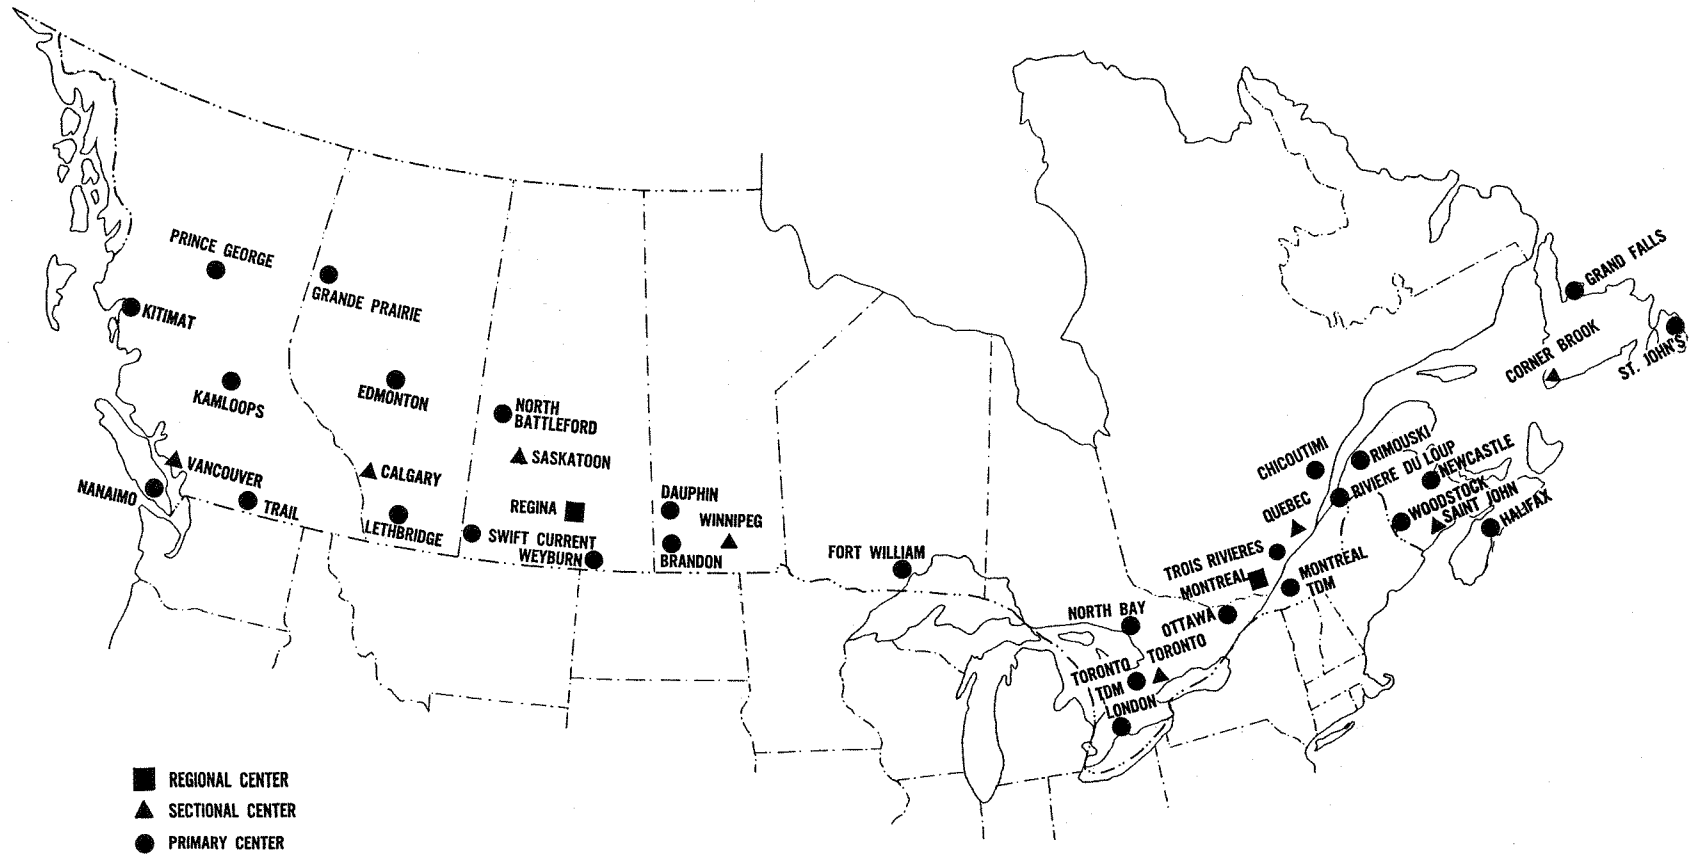 PRINCE GEORGE
GRANDE PRAIRIE
KITIMAT
KAMLOOPS
EDMONTON
NORTH
BATTLEFORD
VANCOUVER
CALGARY
SASKATOON
NANAIMO
TRAIL
LETHBRIDGE
REGINA
SWIFT CURRENT
WEYBURN
DAUPHIN
WINNIPEG
BRANDON
FORT WILLIAM
NORTH BAY
TORONTO
TDM
TORONTO
LONDON
OTTAWA
MONTREAL
MONTREAL
TDM
TROIS RIVIERES
QUEBEC
CHICOUTIMI
RIMOUSKI
RIVIERE DU LOUP
NEWCASTLE
WOODSTOCK
SAINT JOHN
HALIFAX
CORNER BROOK
GRAND FALLS
ST. JOHN'S
REGIONAL CENTER
SECTIONAL CENTER
PRIMARY CENTER